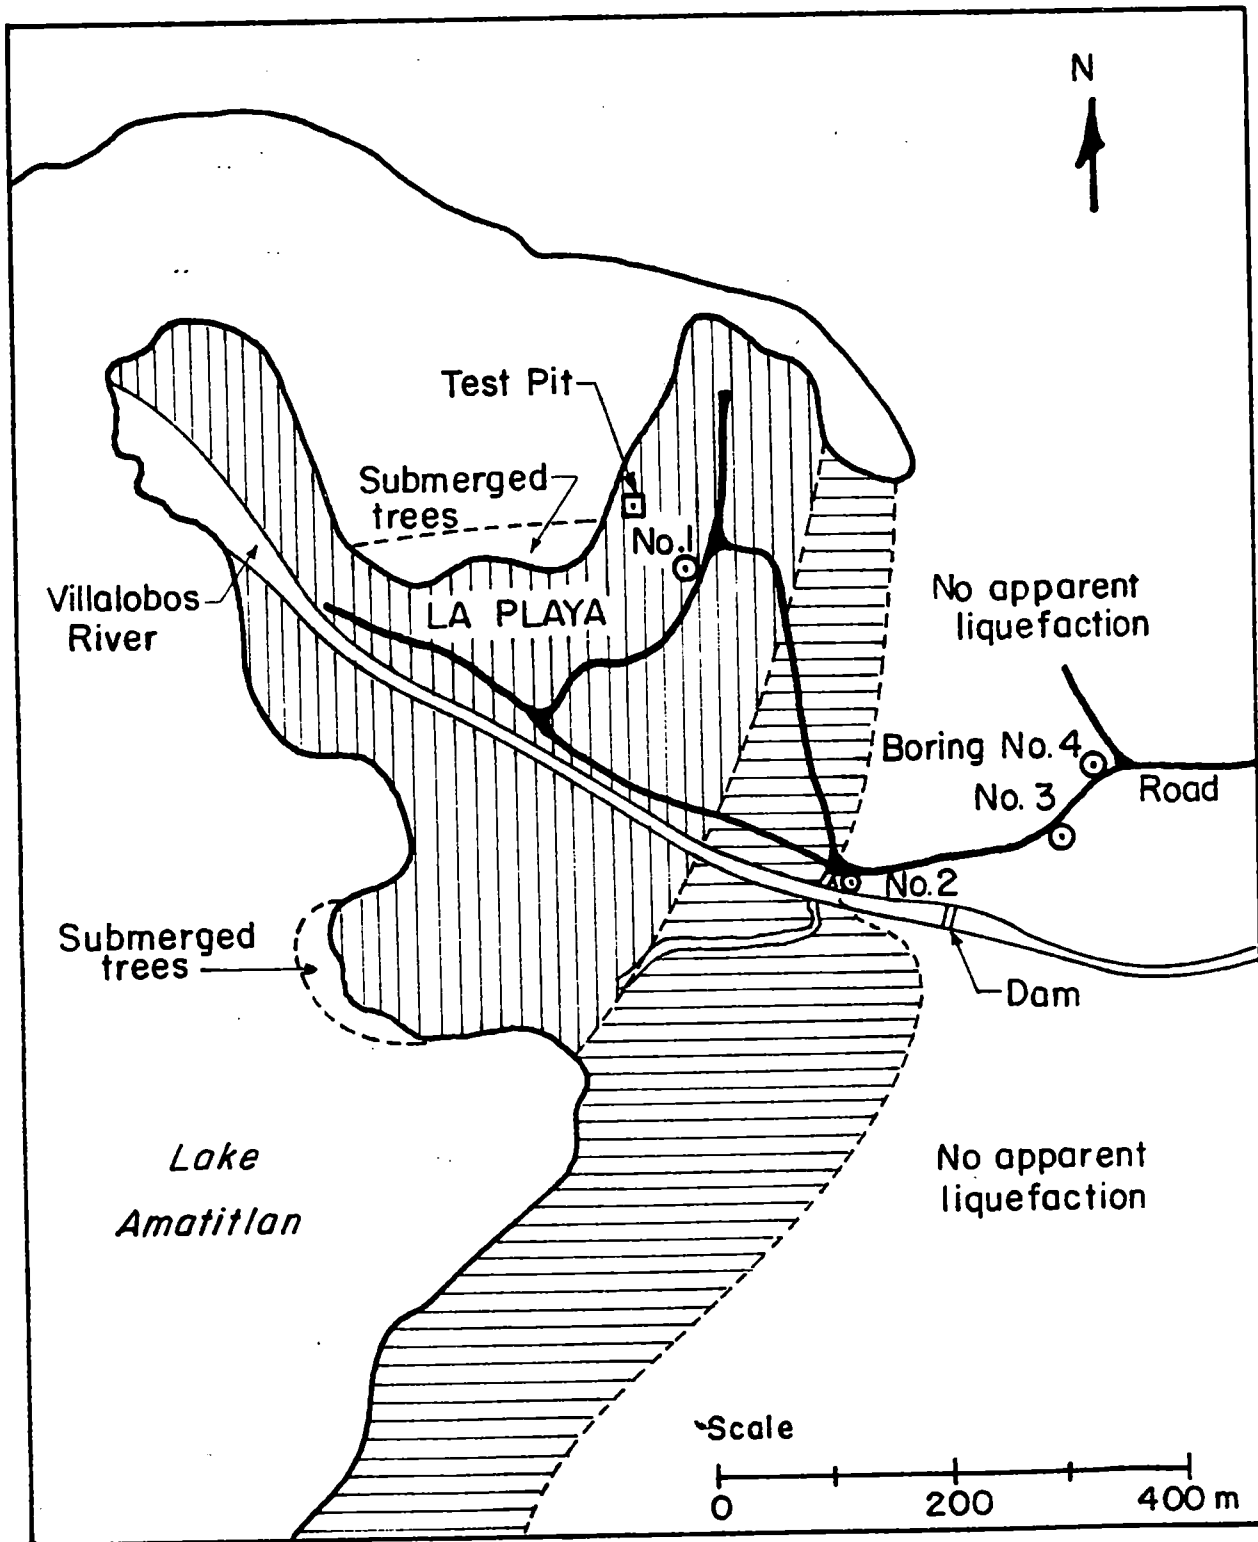 N
Test Pit
Submerged
trees
No.1
Villalobos
River
LA PLAYA
No apparent
liquefaction
Boring No. 4
No. 3
Road
No.2
Submerged
trees
Dam
Lake
Amatitlan
No apparent
liquefaction
Scale
0 200 400 m